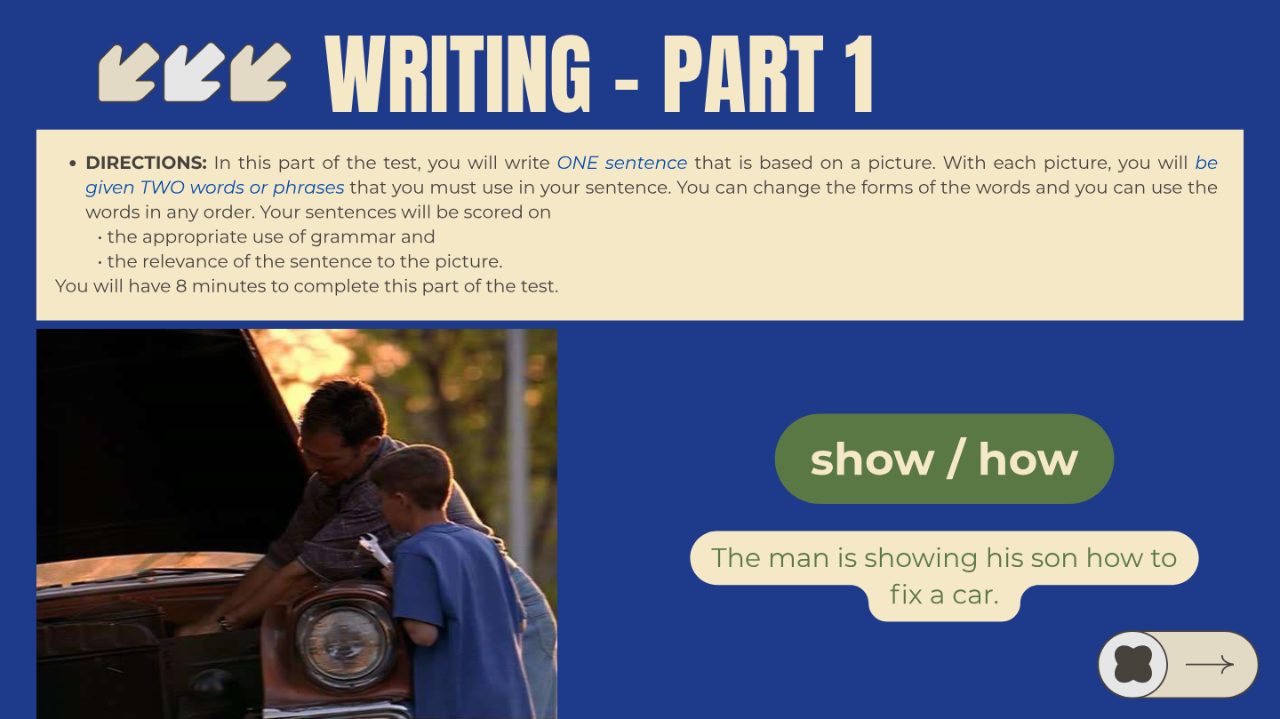 WRITING - PART 1
• DIRECTIONS: In this part of the test, you will write ONE sentence that is based on a picture. With each picture, you will be
given TWO words or phrases that you must use in your sentence. You can change the forms of the words and you can use the
words in any order. Your sentences will be scored on
• the appropriate use of grammar and
• the relevance of the sentence to the picture.
You will have 8 minutes to complete this part of the test.
show / how
The man is showing his son how to
fix a car.